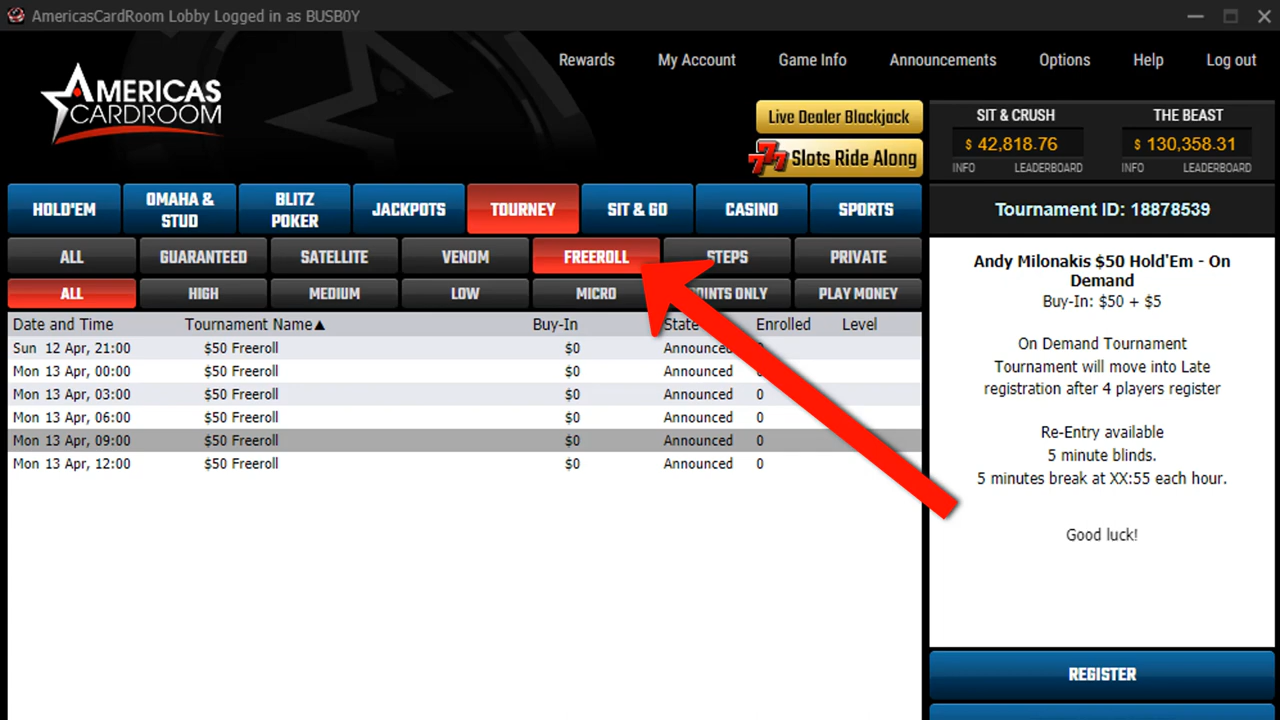 AmericasCardRoom Lobby Logged in as BUSB0Y
Rewards My Account Game Info Announcements Options Help Log out
AMERICAS
CARDROOM
Live Dealer Blackjack
777 Slots Ride Along
SIT & CRUSH THE BEAST
$ 42,818.76 $ 130,358.31
INFO LEADERBOARD INFO LEADERBOARD
HOLD'EM OMAHA & STUD BLITZ POKER JACKPOTS TOURNEY SIT & GO CASINO SPORTS
Tournament ID: 18878539
ALL GUARANTEED SATELLITE VENOM FREEROLL STEPS PRIVATE
ALL HIGH MEDIUM LOW MICRO ONLY PLAY MONEY
Date and Time Tournament Name▲ Buy-In State Enrolled Level
Sun 12 Apr, 21:00 $50 Freeroll $0 Announced
Mon 13 Apr, 00:00 $50 Freeroll $0 Announced
Mon 13 Apr, 03:00 $50 Freeroll $0 Announced 0
Mon 13 Apr, 06:00 $50 Freeroll $0 Announced 0
Mon 13 Apr, 09:00 $50 Freeroll $0 Announced 0
Mon 13 Apr, 12:00 $50 Freeroll $0 Announced 0
Andy Milonakis $50 Hold'Em - On
Demand
Buy-In: $50 + $5
On Demand Tournament
Tournament will move into Late
registration after 4 players register
Re-Entry available
5 minute blinds.
5 minutes break at XX:55 each hour.
Good luck!
REGISTER